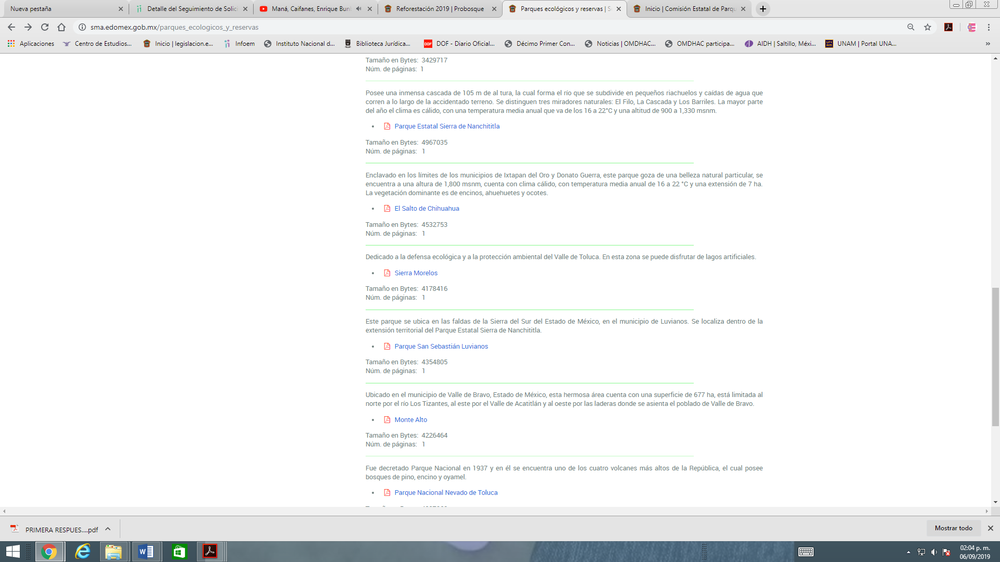 Nueva pestaña
Detalle del Seguimiento de Solici
Maná, Caifanes, Enrique Bun
Reforestación 2019 | Probosque
Parques ecológicos y reservas | S
Inicio | Comisión Estatal de Parqu
sma.edomex.gob.mx/parques_ecologicos_y_reservas
Aplicaciones
Centro de Estudios...
Inicio | legislacion.e...
Infoem
Instituto Nacional d...
Biblioteca Jurídica...
DOF - Diario Oficial...
Décimo Primer Con...
Noticias | OMDHAC...
OMDHAC participa...
AIDH | Saltillo, Méxi...
UNAM | Portal UNA...
Tamaño en Bytes: 3429717
Núm. de páginas: 1
Posee una inmensa cascada de 105 m de al tura, la cual forma el río que se subdivide en pequeños riachuelos y caídas de agua que
corren a lo largo de la accidentado terreno. Se distinguen tres miradores naturales: El Filo, La Cascada y Los Barriles. La mayor parte
del año el clima es cálido, con una temperatura media anual que va de los 16 a 22°C y una altitud de 900 a 1,330 msnm.
• Parque Estatal Sierra de Nanchititla
Tamaño en Bytes: 4967035
Núm. de páginas: 1
Enclavado en los límites de los municipios de Ixtapan del Oro y Donato Guerra, este parque goza de una belleza natural particular, se
encuentra a una altura de 1,800 msnm, cuenta con clima cálido, con temperatura media anual de 16 a 22 °C y una extensión de 7 ha.
La vegetación dominante es de encinos, ahuehuetes y ocotes.
• El Salto de Chihuahua
Tamaño en Bytes: 4532753
Núm. de páginas: 1
Dedicado a la defensa ecológica y a la protección ambiental del Valle de Toluca. En esta zona se puede disfrutar de lagos artificiales.
• Sierra Morelos
Tamaño en Bytes: 4178416
Núm. de páginas: 1
Este parque se ubica en las faldas de la Sierra del Sur del Estado de México, en el municipio de Luvianos. Se localiza dentro de la
extensión territorial del Parque Estatal Sierra de Nanchititla.
• Parque San Sebastián Luvianos
Tamaño en Bytes: 4354805
Núm. de páginas: 1
Ubicado en el municipio de Valle de Bravo, Estado de México, esta hermosa área cuenta con una superficie de 677 ha, está limitada al
norte por el río Los Tizantes, al este por el Valle de Acatitlán y al oeste por las laderas donde se asienta el poblado de Valle de Bravo.
• Monte Alto
Tamaño en Bytes: 4226464
Núm. de páginas: 1
Fue decretado Parque Nacional en 1937 y en él se encuentra uno de los cuatro volcanes más altos de la República, el cual posee
bosques de pino, encino y oyamel.
• Parque Nacional Nevado de Toluca
PRIMERA RESPUES....pdf
Mostrar todo
02:04 p. m.
06/09/2019